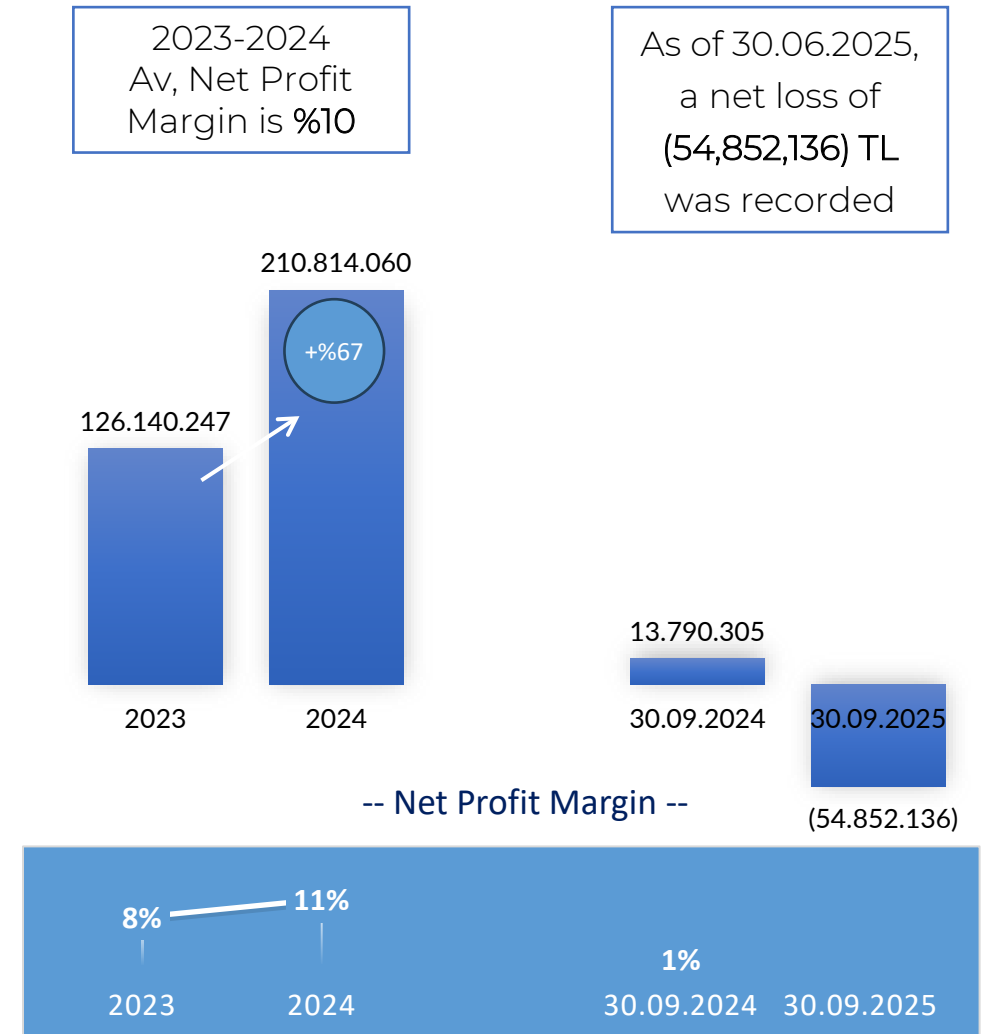 2023-2024
Av, Net Profit
Margin is %10
As of 30.06.2025,
a net loss of
(54,852,136) TL
was recorded
210.814.060
+%67
126.140.247
13.790.305
2023
2024
30.09.2024
30.09.2025
(54.852.136)
-- Net Profit Margin --
8%
11%
1%
2023
2024
30.09.2024
30.09.2025